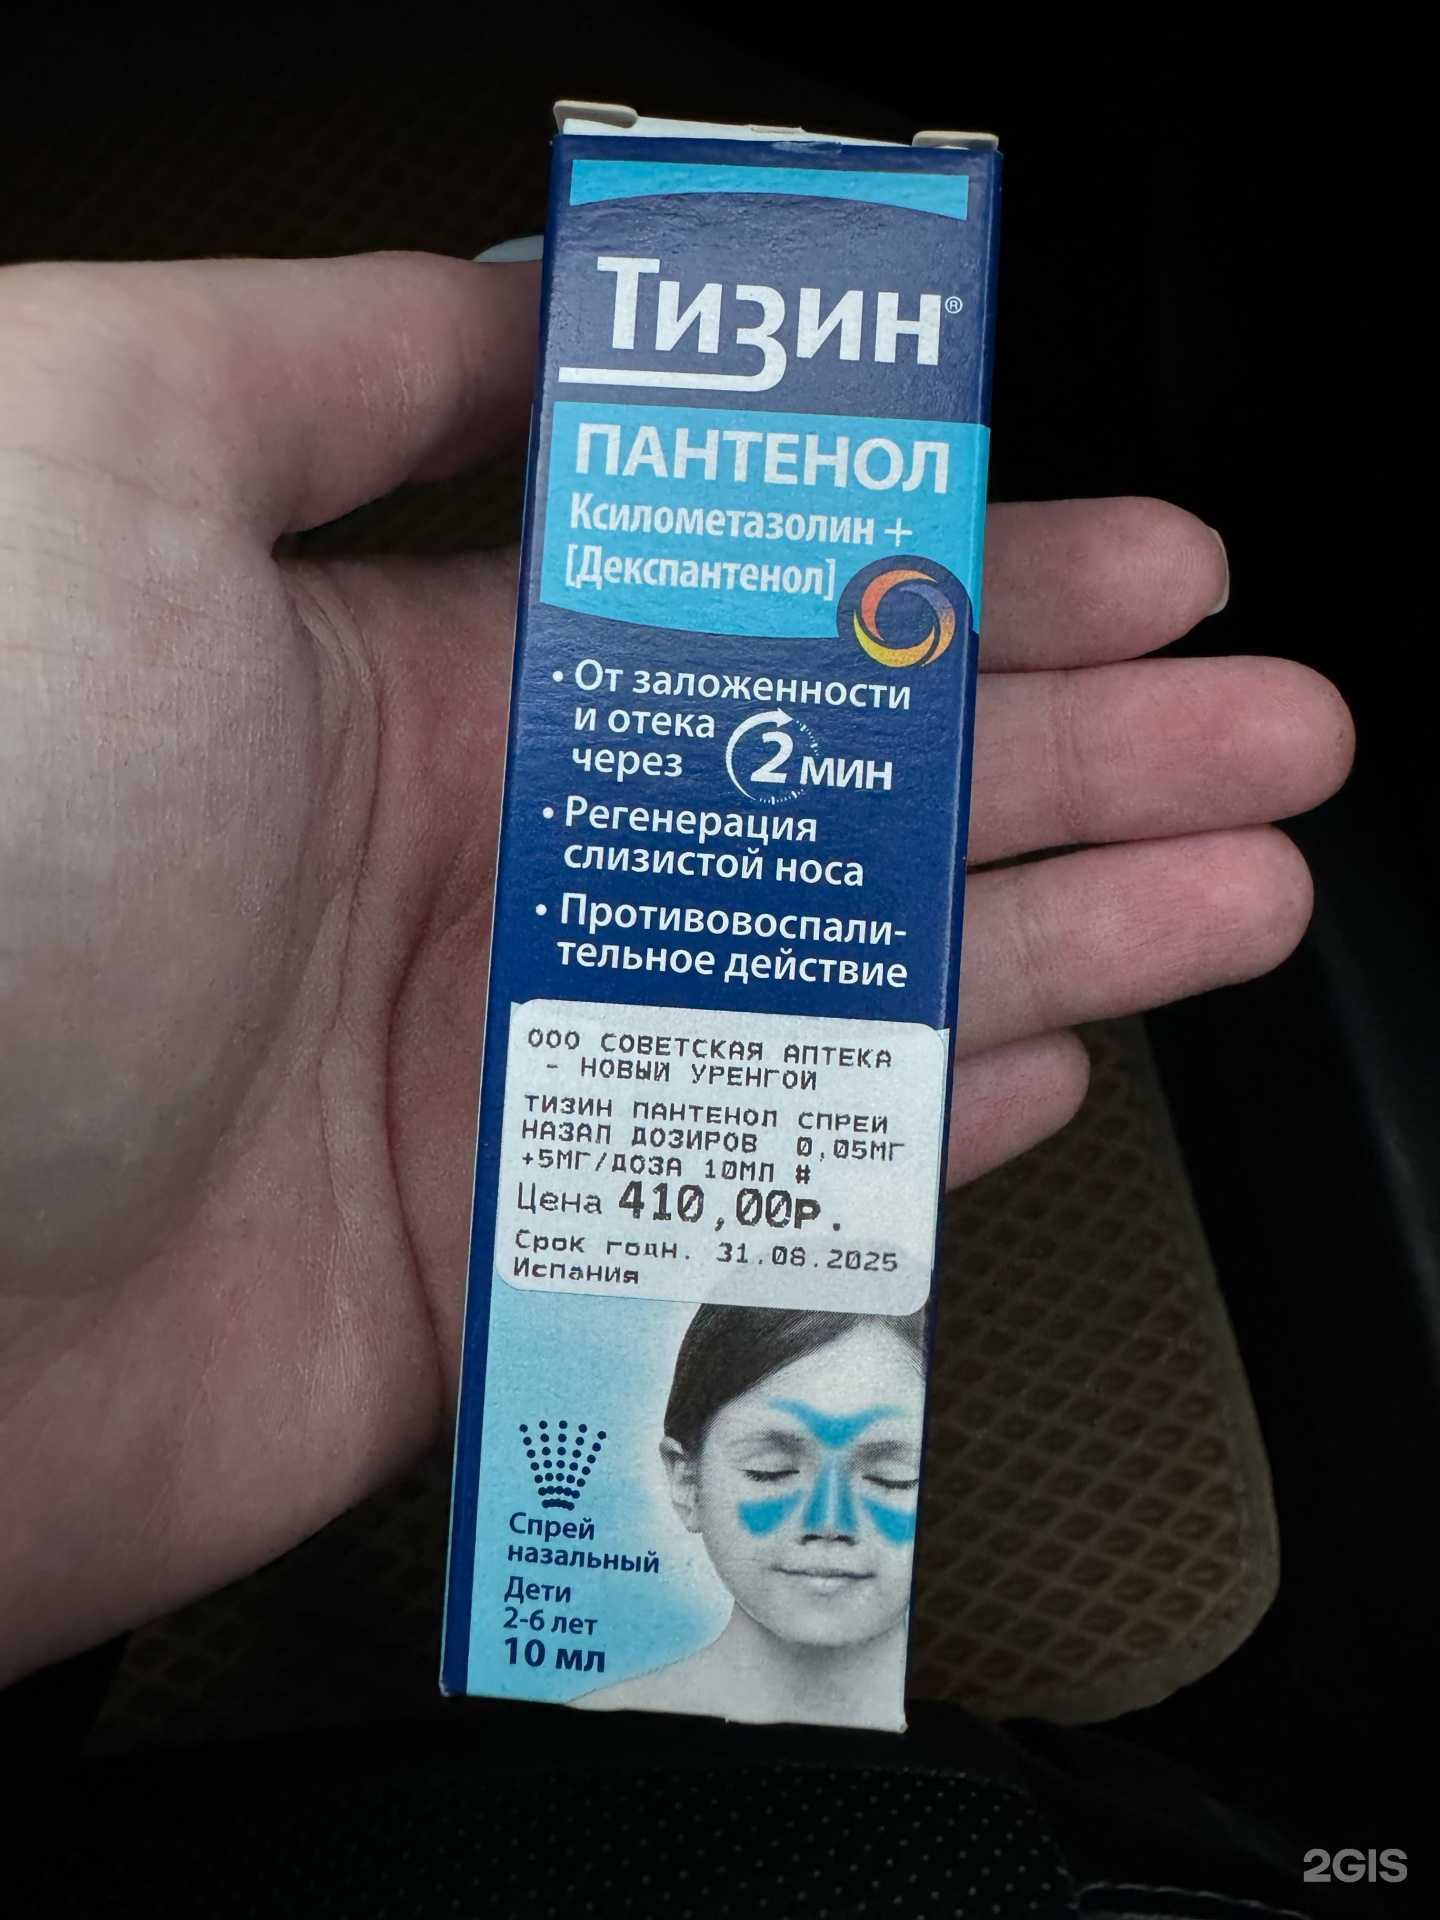 Тизин®
ПАНТЕНОЛ
Ксилометазолин +
[Декспантенол]
• От заложенности
и отека
через 2 мин
• Регенерация
слизистой носа
• Противовоспали-
тельное действие
ООО СОВЕТСКАЯ АПТЕКА
- НОВЫЙ УРЕНГОЙ
ТИЗИН ПАНТЕНОЛ СПРЕЙ
НАЗАЛ ДОЗИРОВ 0,05МГ
+5МГ/ДОЗА 10МЛ #
Цена 410,00р.
Срок годн. 31.08.2025
Испания
Спрей
назальный
Дети
2-6 лет
10 мл
2GIS